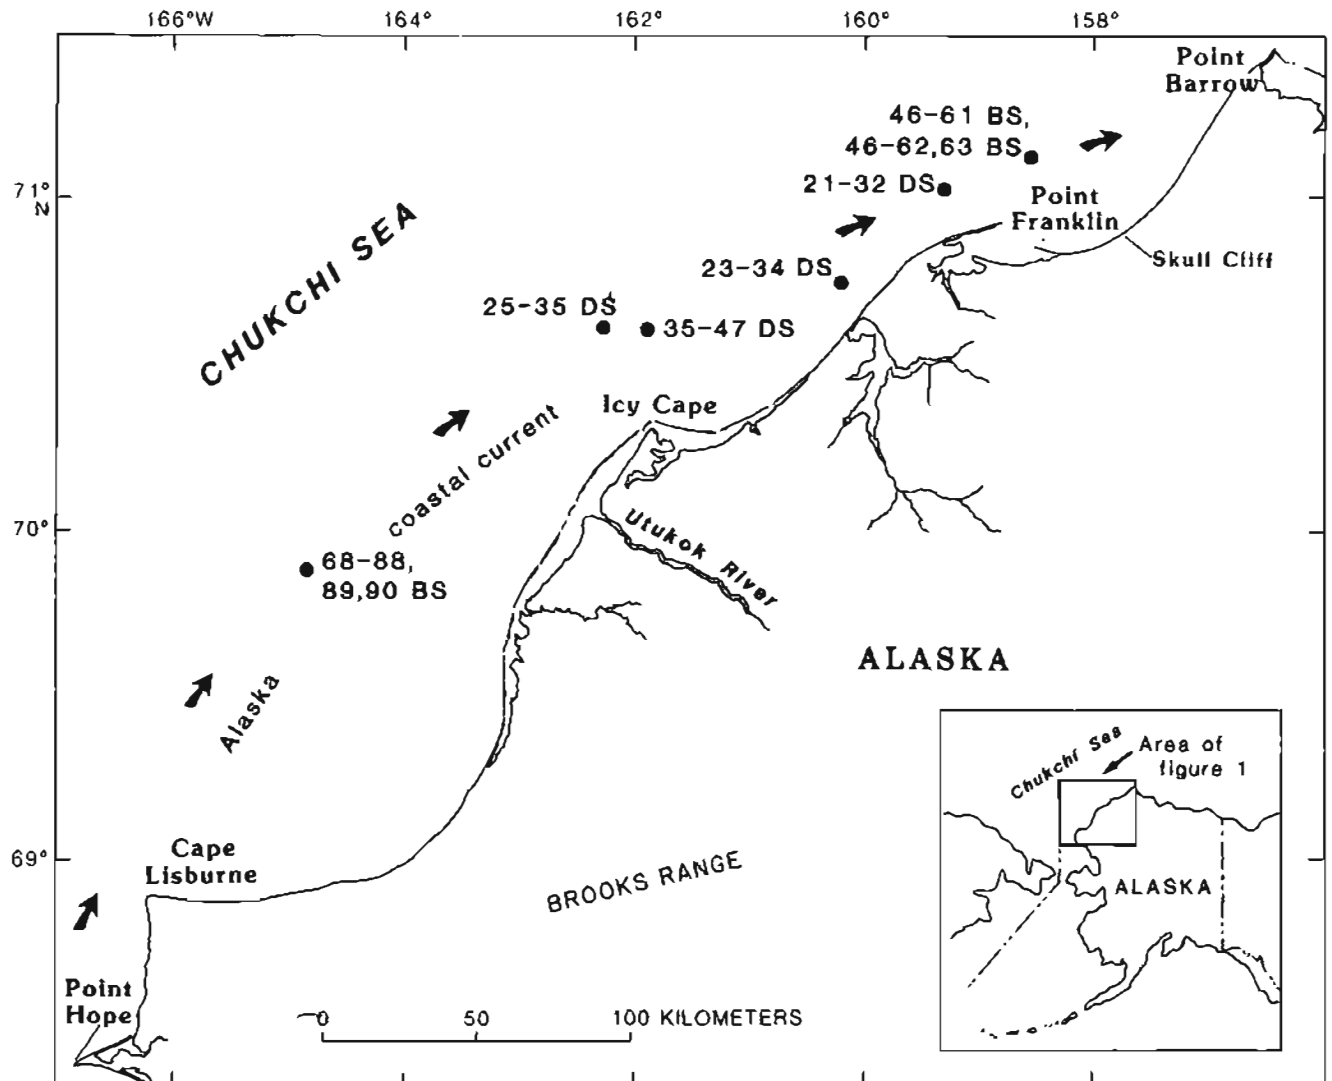 166°W 164° 162° 160° 158°
Point
Barrow
46-61 BS,
46-62,63 BS
71°
N
21-32 DS
Point
Franklin
Skull Cliff
CHUKCHI SEA
23-34 DS
25-35 DS
35-47 DS
Icy Cape
coastal current
70°
Utukok River
68-88,
89,90 BS
ALASKA
Alaska
Chukchi Sea
Area of
figure 1
ALASKA
69°
Cape
Lisburne
BROOKS RANGE
Point
Hope
0 50 100 KILOMETERS